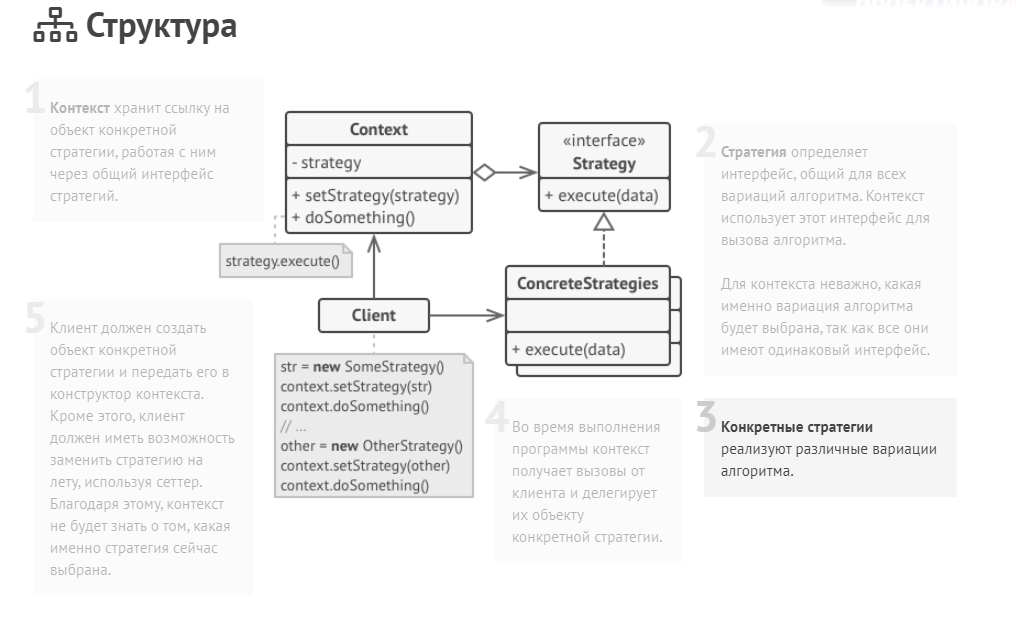 Структура
1
Контекст хранит ссылку на
объект конкретной
стратегии, работая с ним
через общий интерфейс
стратегий.
Context
- strategy
+ setStrategy(strategy)
+ doSomething()
strategy.execute()
«interface»
Strategy
+ execute(data)
2
Стратегия определяет
интерфейс, общий для всех
вариаций алгоритма. Контекст
использует этот интерфейс для
вызова алгоритма.
Для контекста неважно, какая
именно вариация алгоритма
будет выбрана, так как все они
имеют одинаковый интерфейс.
ConcreteStrategies
+ execute(data)
Client
str = new SomeStrategy()
context.setStrategy(str)
context.doSomething()
// ...
other = new OtherStrategy()
context.setStrategy(other)
context.doSomething()
3
Конкретные стратегии
реализуют различные вариации
алгоритма.
4
Во время выполнения
программы контекст
получает вызовы от
клиента и делегирует
их объекту
конкретной стратегии.
5
Клиент должен создать
объект конкретной
стратегии и передать его в
конструктор контекста.
Кроме этого, клиент
должен иметь возможность
заменить стратегию на
лету, используя сеттер.
Благодаря этому, контекст
не будет знать о том, какая
именно стратегия сейчас
выбрана.